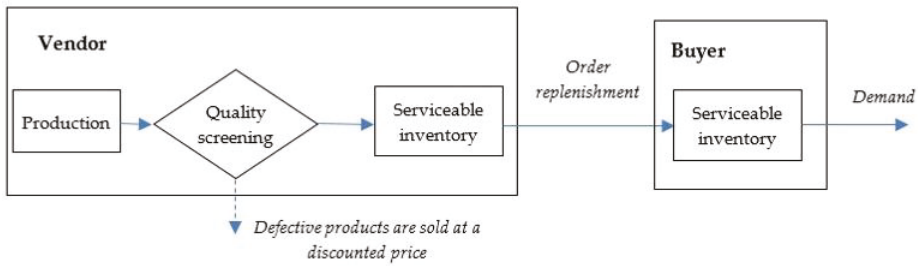 Vendor
Production
Quality
screening
Serviceable
inventory
Defective products are sold at a
discounted price
Order
replenishment
Buyer
Serviceable
inventory
Demand